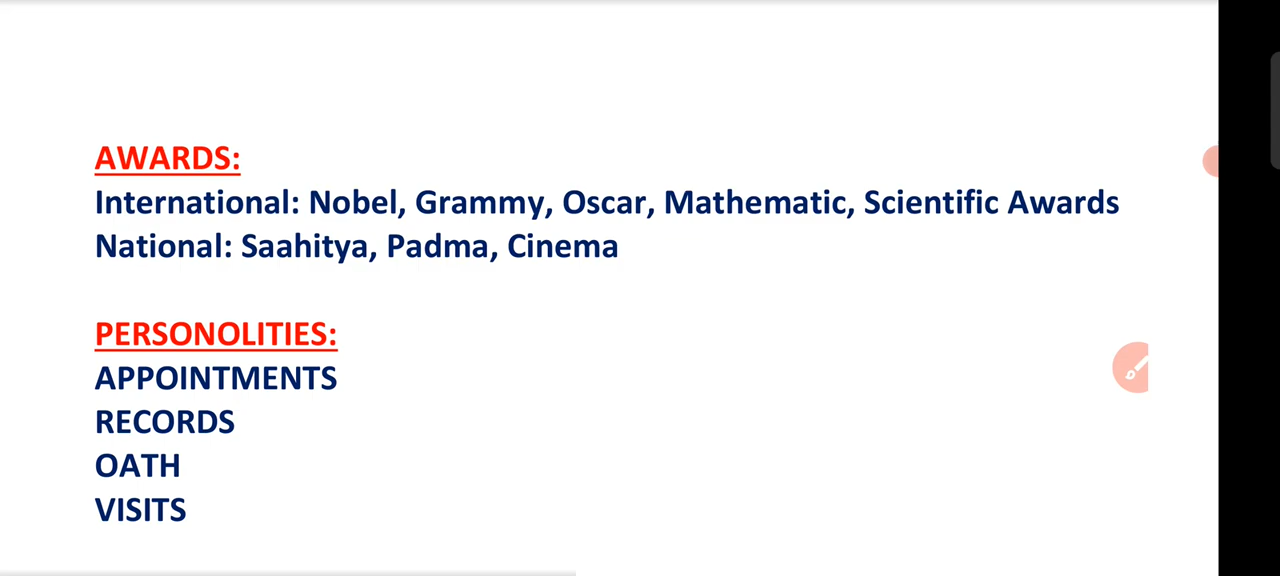 AWARDS:
International: Nobel, Grammy, Oscar, Mathematic, Scientific Awards
National: Saahitya, Padma, Cinema
PERSONOLITIES:
APPOINTMENTS
RECORDS
OATH
VISITS